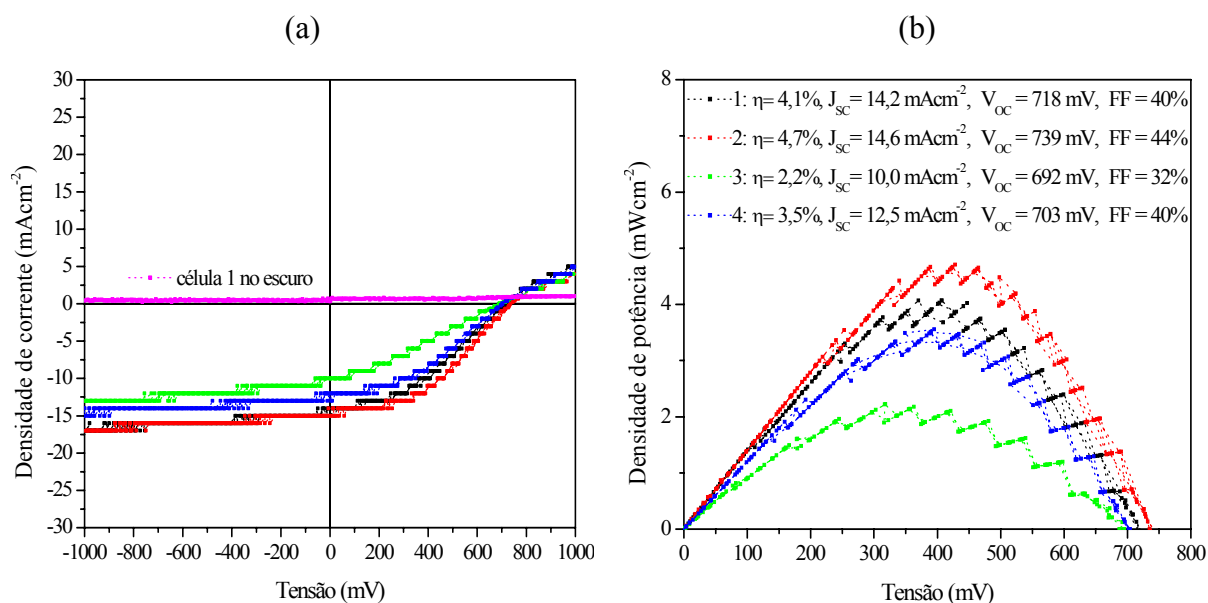 (a)
(b)
Densidade de corrente (mAcm-2)
30
25
20
15
10
5
0
-5
-10
-15
-20
-25
-30
célula 1 no escuro
-1000 -800 -600 -400 -200 0 200 400 600 800 1000
Tensão (mV)
Densidade de potência (mWcm-2)
8
6
4
2
0
1: η= 4,1%, JSC = 14,2 mAcm-2, VOC = 718 mV, FF = 40%
2: η= 4,7%, JSC = 14,6 mAcm-2, VOC = 739 mV, FF = 44%
3: η= 2,2%, JSC = 10,0 mAcm-2, VOC = 692 mV, FF = 32%
4: η= 3,5%, JSC = 12,5 mAcm-2, VOC = 703 mV, FF = 40%
0 100 200 300 400 500 600 700 800
Tensão (mV)